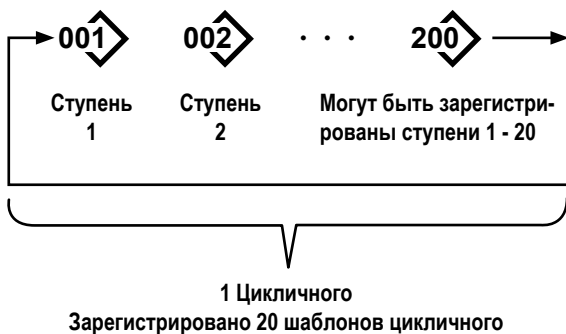 001 002 · · · 200
Ступень 1
Ступень 2
Могут быть зарегистри-
рованы ступени 1 - 20
1 Цикличного
Зарегистрировано 20 шаблонов цикличного